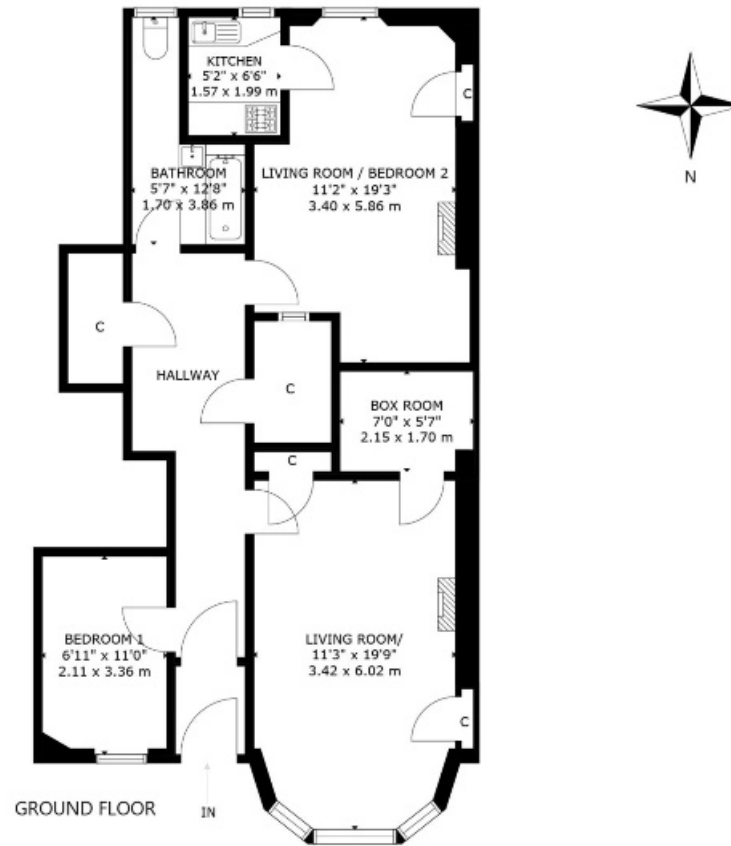 KITCHEN
5'2" x 6'6"
1.57 x 1.99 m
C
N
BATHROOM
5'7" x 12'8"
1.70 x 3.86 m
LIVING ROOM / BEDROOM 2
11'2" x 19'3"
3.40 x 5.86 m
C
HALLWAY
C
BOX ROOM
7'0" x 5'7"
2.15 x 1.70 m
C
BEDROOM 1
6'11" x 11'0"
2.11 x 3.36 m
LIVING ROOM/
11'3" x 19'9"
3.42 x 6.02 m
C
GROUND FLOOR
IN